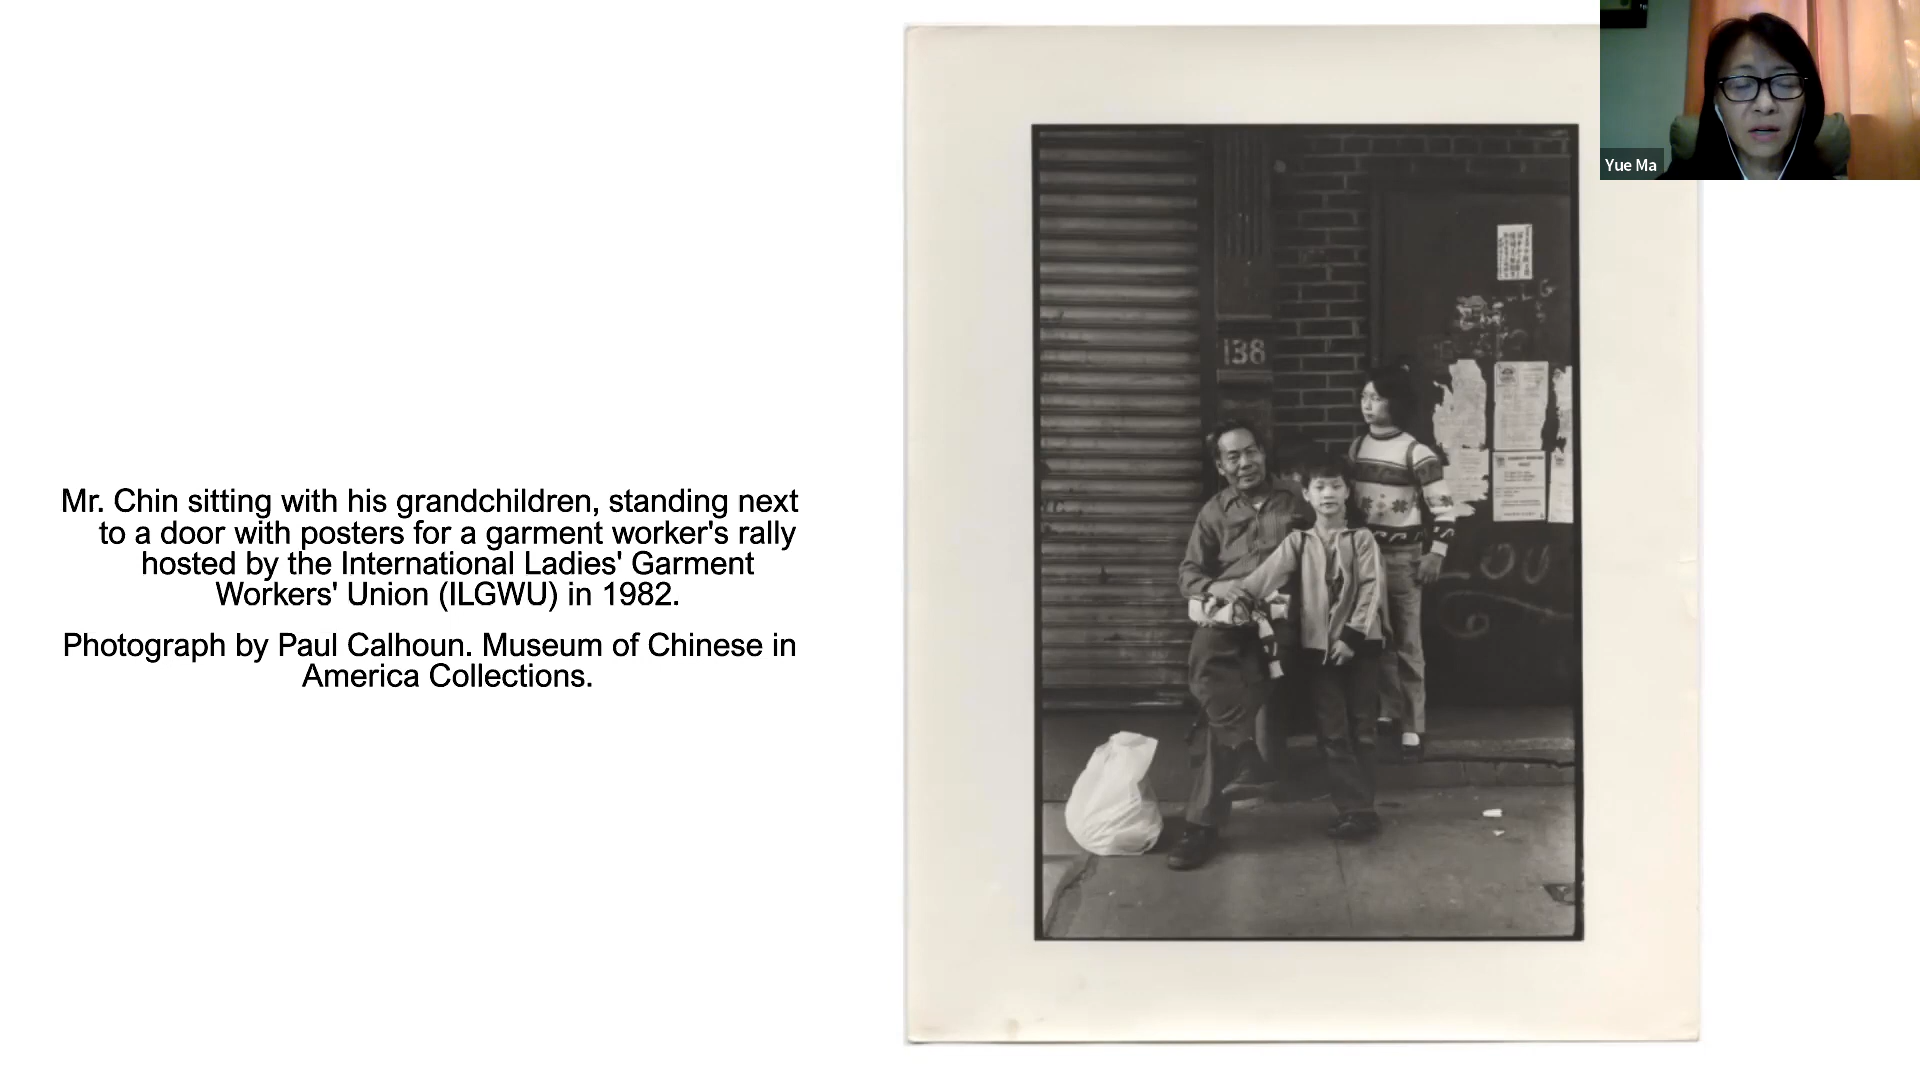 Mr. Chin sitting with his grandchildren, standing next
to a door with posters for a garment worker's rally
hosted by the International Ladies' Garment
Workers' Union (ILGWU) in 1982.
Photograph by Paul Calhoun. Museum of Chinese in
America Collections.
138
Yue Ma